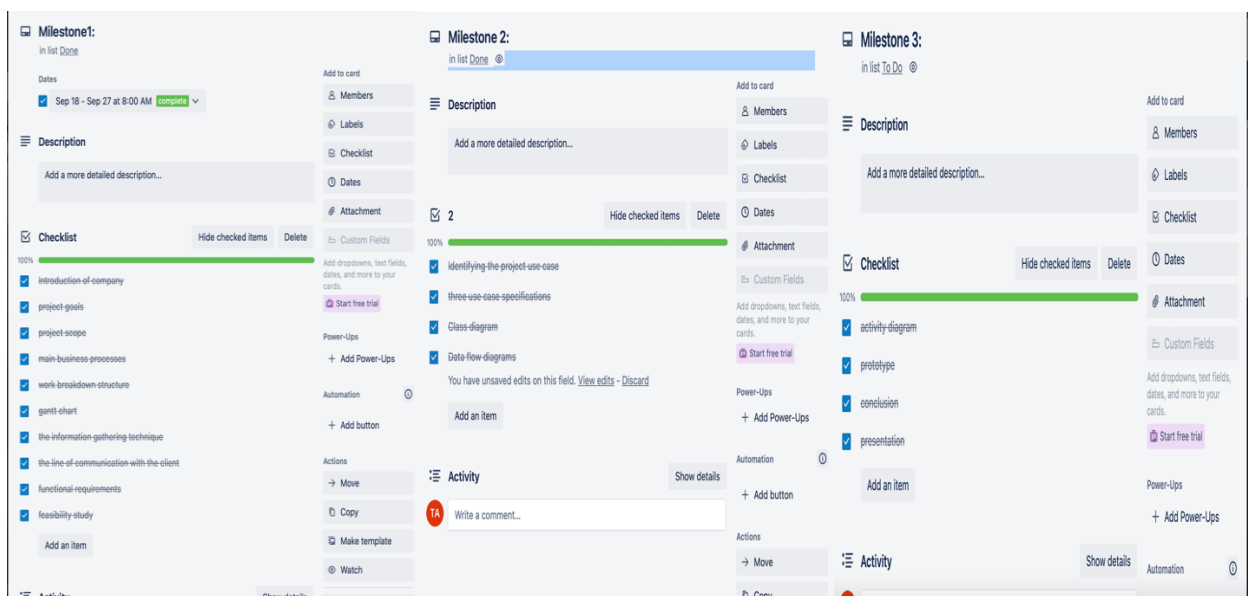 Milestone1:
in list Done
Dates
Sep 18 - Sep 27 at 8:00 AM complete
Description
Add a more detailed description...
Checklist
Hide checked items
Delete
100%
Introduction of company
project goals
project scope
main business processes
work breakdown structure
gantt chart
the information gathering technique
the line of communication with the client
functional requirements
feasibility study
Add an item
Activity
Show details
Add to card
Members
Labels
Checklist
Dates
Attachment
Custom Fields
Add dropdowns, text fields,
dates, and more to your
cards.
Start free trial
Power-Ups
+ Add Power-Ups
Automation
+ Add button
Actions
→ Move
Copy
Make template
Watch
Milestone 2:
in list Done
Description
Add a more detailed description...
2
Hide checked items
Delete
100%
Identifying the project use case
three use case specifications
Class diagram
Data flow diagrams
You have unsaved edits on this field. View edits - Discard
Add an item
Activity
Show details
TA
Write a comment...
Add to card
Members
Labels
Checklist
Dates
Attachment
Custom Fields
Add dropdowns, text fields,
dates, and more to your
cards.
Start free trial
Power-Ups
+ Add Power-Ups
Automation
+ Add button
Actions
→ Move
Copy
Milestone 3:
in list To Do
Description
Add a more detailed description...
Checklist
Hide checked items
Delete
100%
activity diagram
prototype
conclusion
presentation
Add an item
Activity
Show details
Add to card
Members
Labels
Checklist
Dates
Attachment
Custom Fields
Add dropdowns, text fields,
dates, and more to your
cards.
Start free trial
Power-Ups
+ Add Power-Ups
Automation